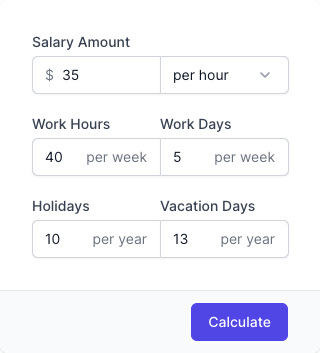 Salary Amount
$ 35 per hour
Work Hours Work Days
40 per week 5 per week
Holidays Vacation Days
10 per year 13 per year
Calculate